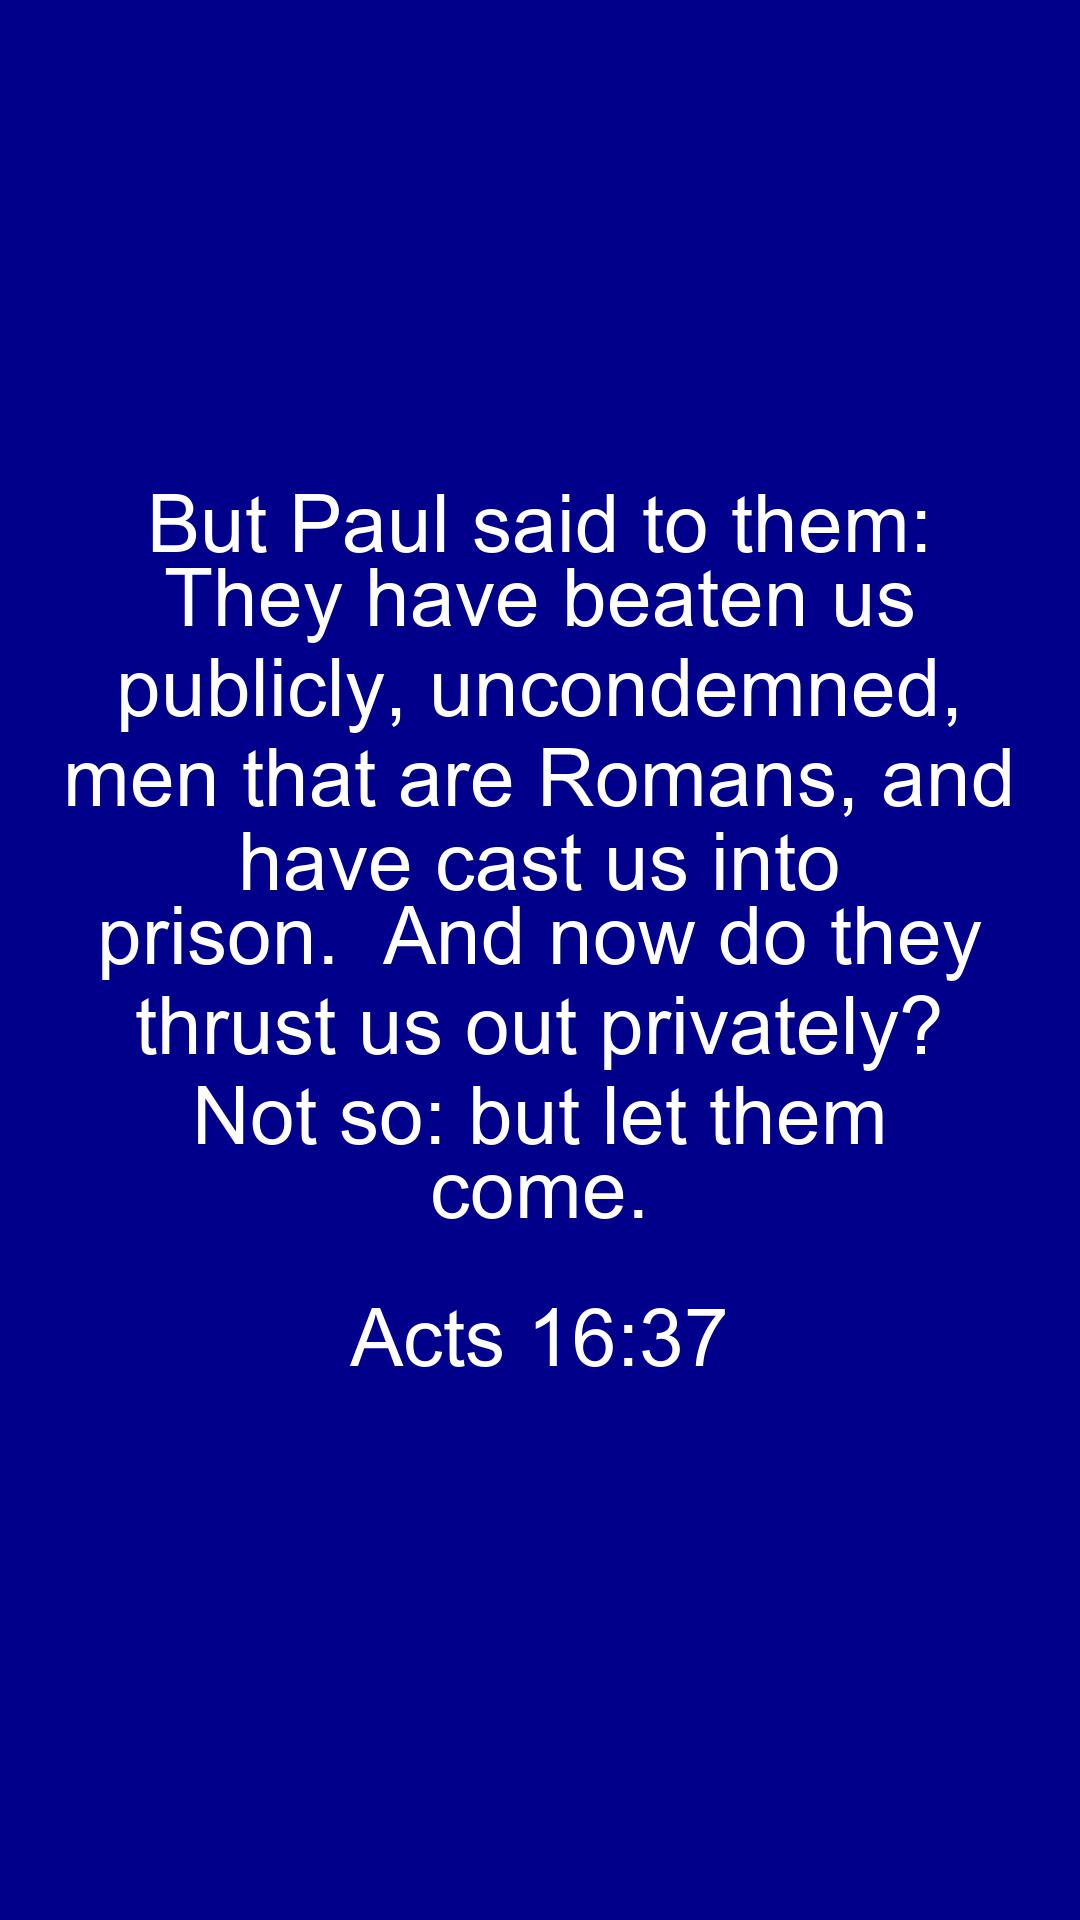 But Paul said to them:
They have beaten us
publicly, uncondemned,
men that are Romans, and
have cast us into
prison.  And now do they
thrust us out privately?
Not so: but let them
come.
Acts 16:37